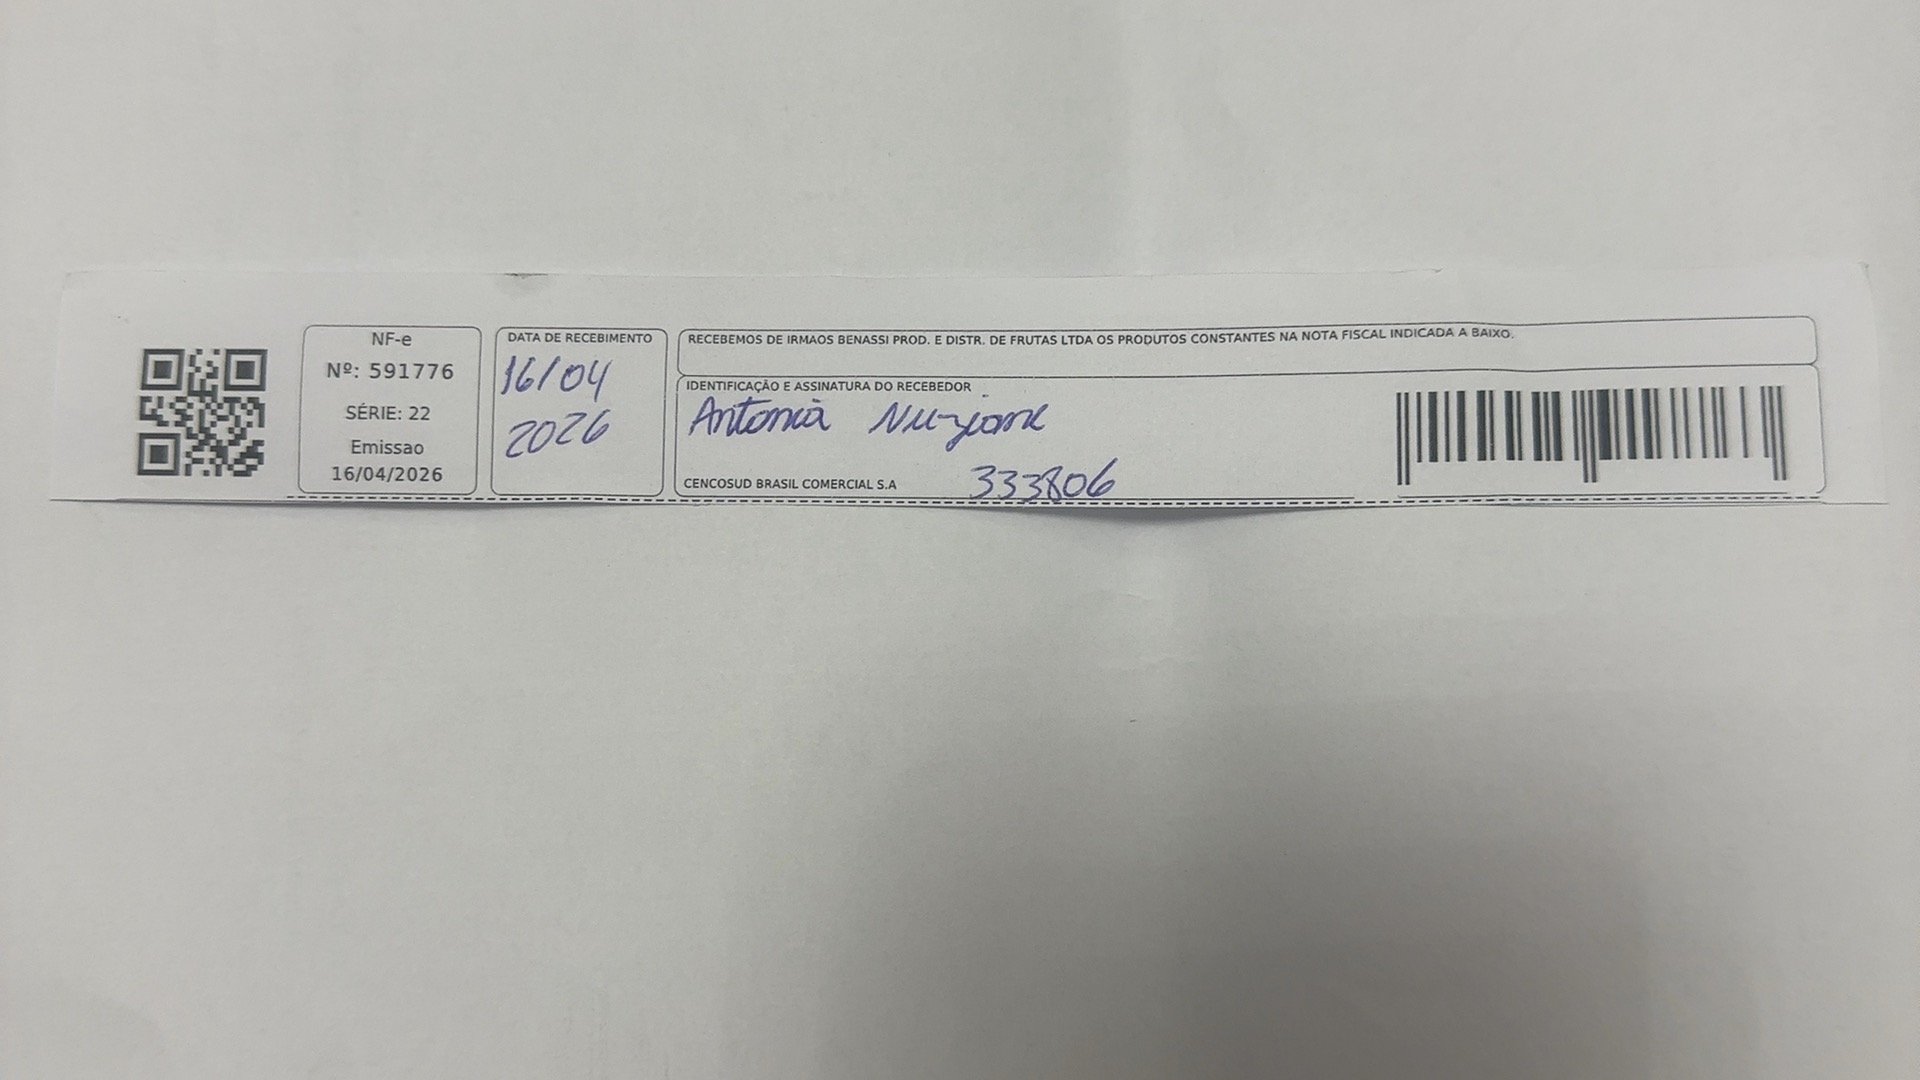 NF-e
Nº: 591776
SÉRIE: 22
Emissao
16/04/2026
DATA DE RECEBIMENTO
16/04
2026
RECEBEMOS DE IRMAOS BENASSI PROD. E DISTR. DE FRUTAS LTDA OS PRODUTOS CONSTANTES NA NOTA FISCAL INDICADA A BAIXO.
IDENTIFICAÇÃO E ASSINATURA DO RECEBEDOR
Antonia
CENCOSUD BRASIL COMERCIAL S.A
333806